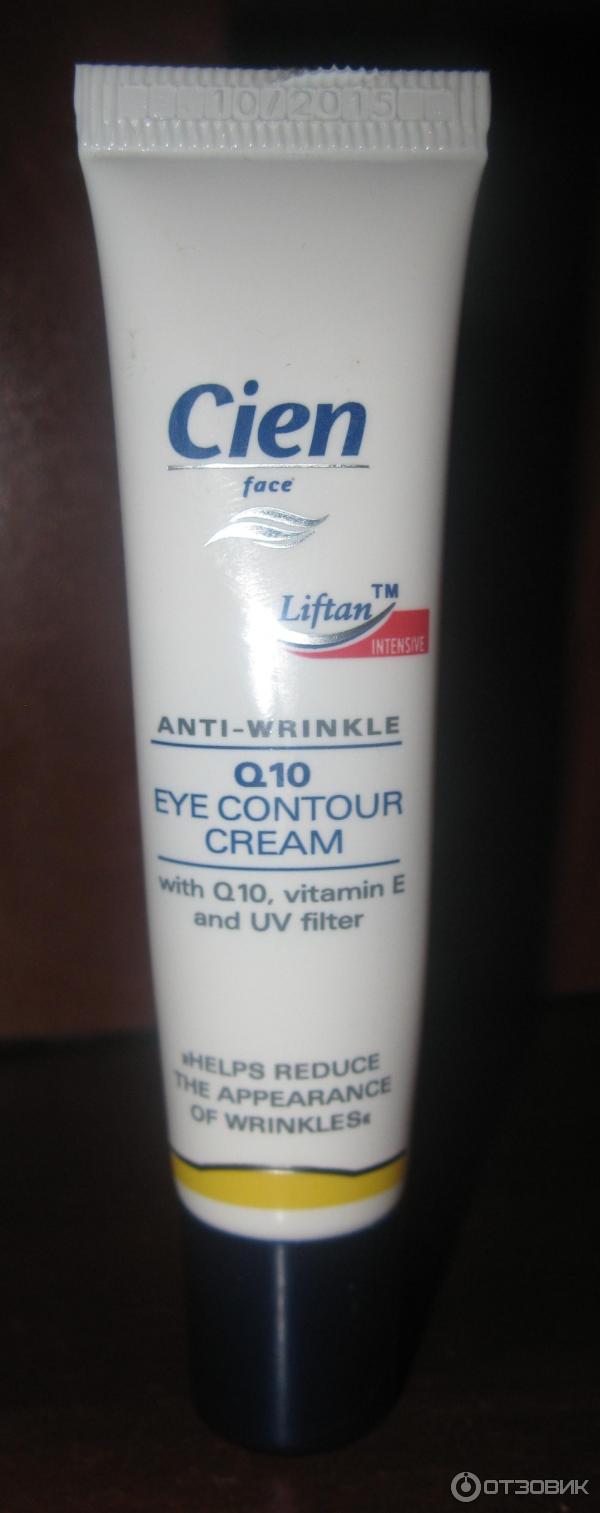 10/2015
Cien
face
Liftan™
INTENSIVE
ANTI-WRINKLE
Q10
EYE CONTOUR
CREAM
with Q10, vitamin E
and UV filter
»HELPS REDUCE
THE APPEARANCE
OF WRINKLES«
ОТЗОВИК